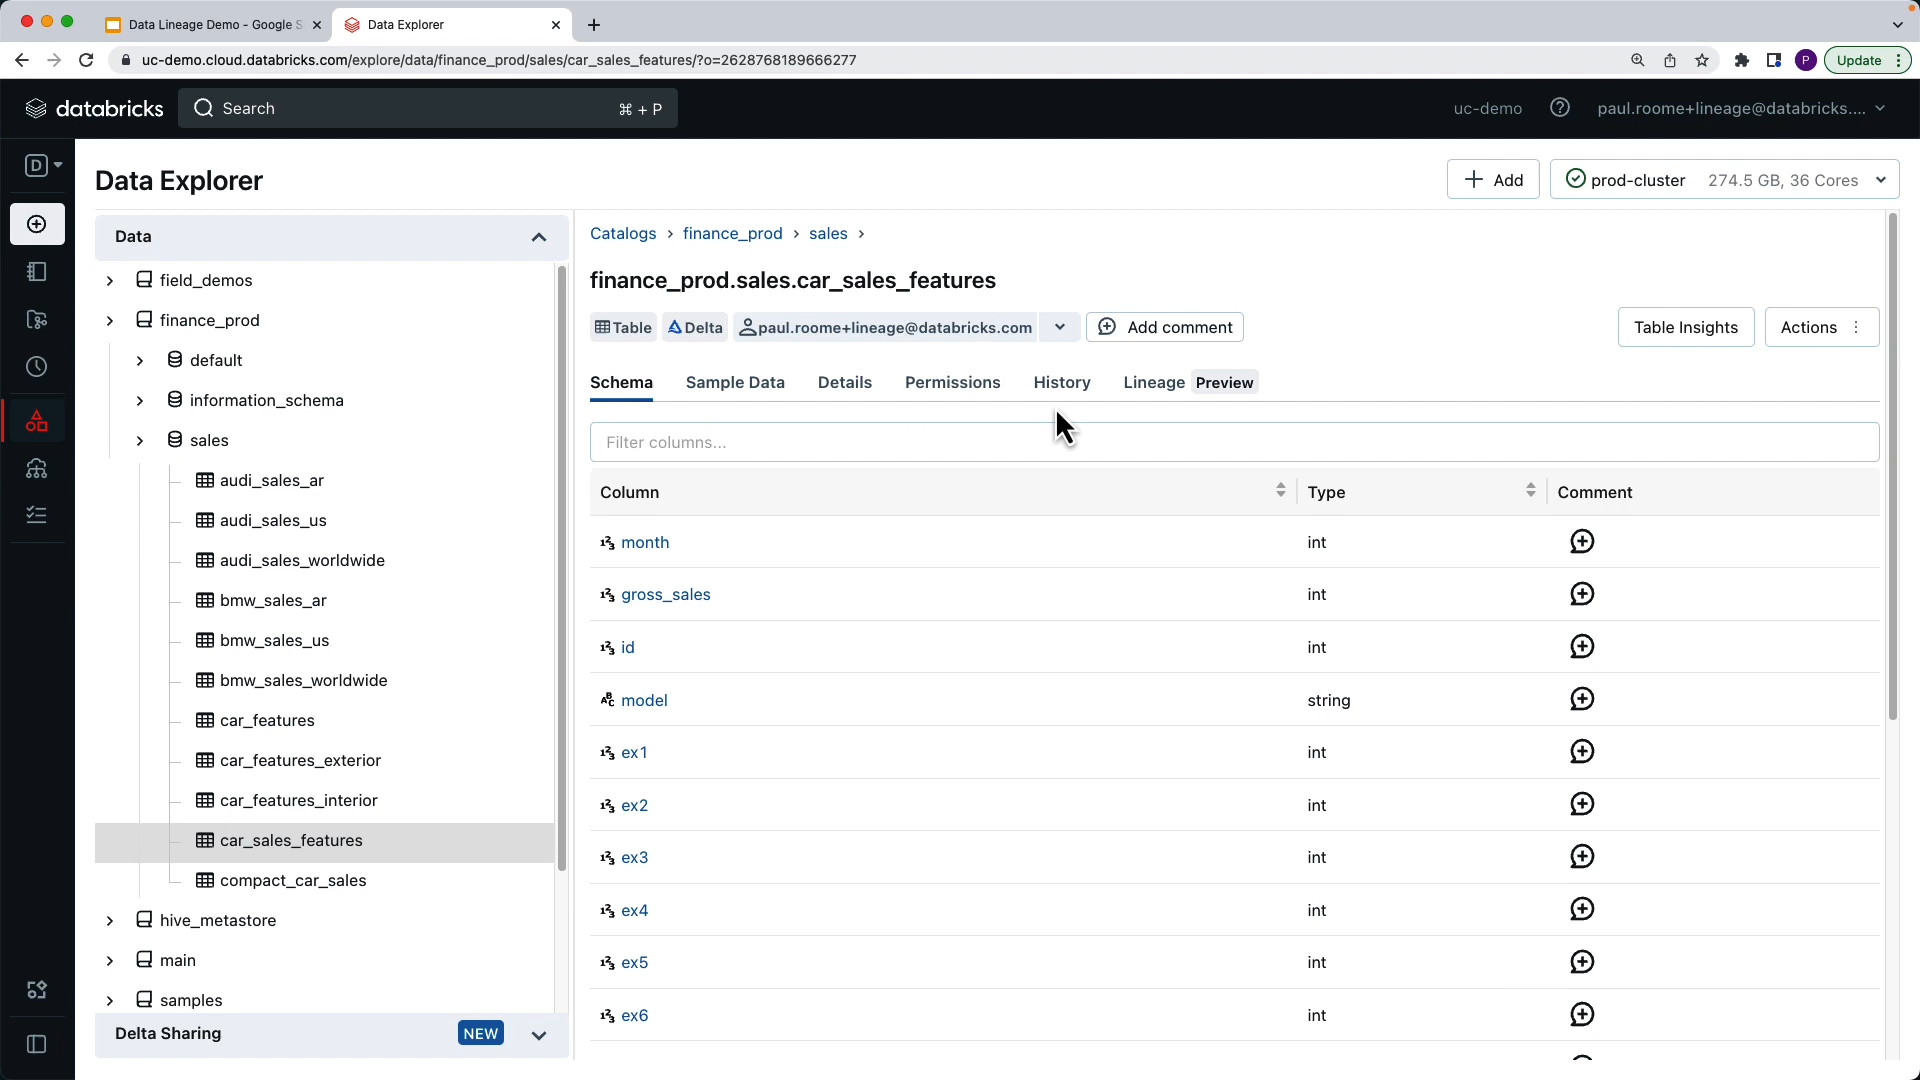 Data Lineage Demo - Google S
Data Explorer
uc-demo.cloud.databricks.com/explore/data/finance_prod/sales/car_sales_features/?o=2628768189666277
P
Update
databricks
Search
⌘ + P
uc-demo
paul.roome+lineage@databricks....
D
Data Explorer
Add
prod-cluster 274.5 GB, 36 Cores
Data
field_demos
finance_prod
default
information_schema
sales
audi_sales_ar
audi_sales_us
audi_sales_worldwide
bmw_sales_ar
bmw_sales_us
bmw_sales_worldwide
car_features
car_features_exterior
car_features_interior
car_sales_features
compact_car_sales
hive_metastore
main
samples
Delta Sharing
NEW
Catalogs > finance_prod > sales >
finance_prod.sales.car_sales_features
Table
Delta
paul.roome+lineage@databricks.com
Add comment
Table Insights
Actions
Schema Sample Data Details Permissions History Lineage Preview
Filter columns...
Column Type Comment
month int
gross_sales int
id int
model string
ex1 int
ex2 int
ex3 int
ex4 int
ex5 int
ex6 int